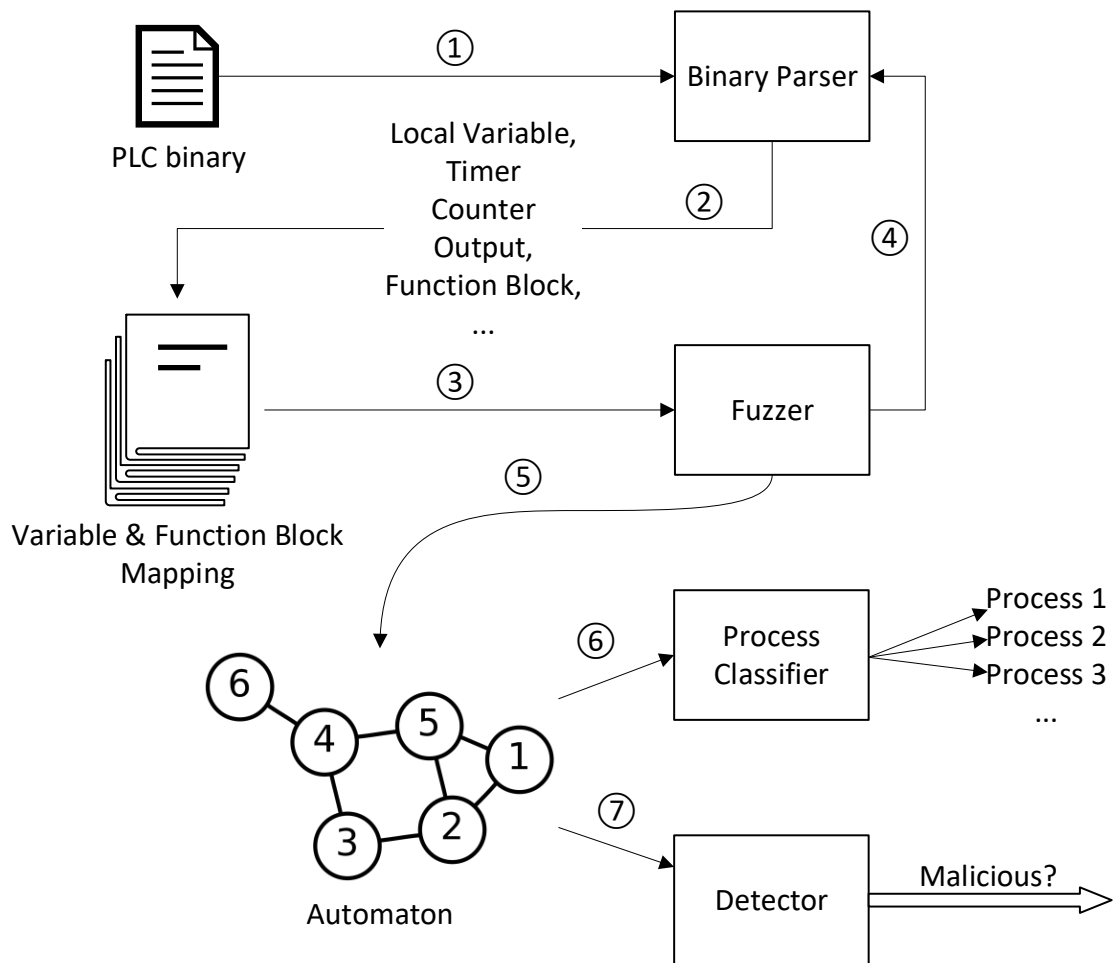 ①
Binary Parser
PLC binary
Local Variable,
Timer
Counter
Output,
Function Block,
...
②
④
③
Fuzzer
⑤
Variable & Function Block
Mapping
⑥
Process
Classifier
Process 1
Process 2
Process 3
...
6
4
5
1
3
2
Automaton
⑦
Detector
Malicious?